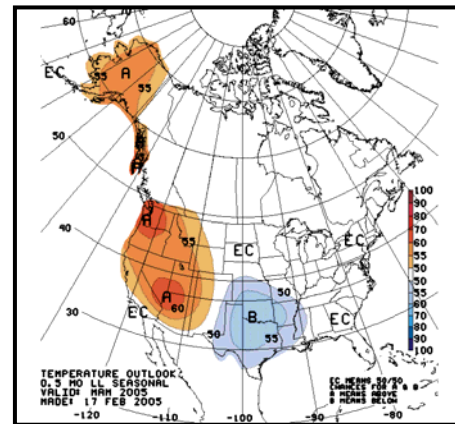 60
EC
55
A
55
50
A
A
A
40
55
EC
EC
A
60
50
B
30
EC
50
55
EC
100
90
80
70
60
55
50
50
55
60
70
80
90
100
TEMPERATURE OUTLOOK
0.5 MO LL SEASONAL
VALID: MAM 2005
MADE: 17 FEB 2005
EC MEANS 50/50
CHANCES FOR A & B
A MEANS ABOVE
B MEANS BELOW
-120
-110
-100
-90
-80